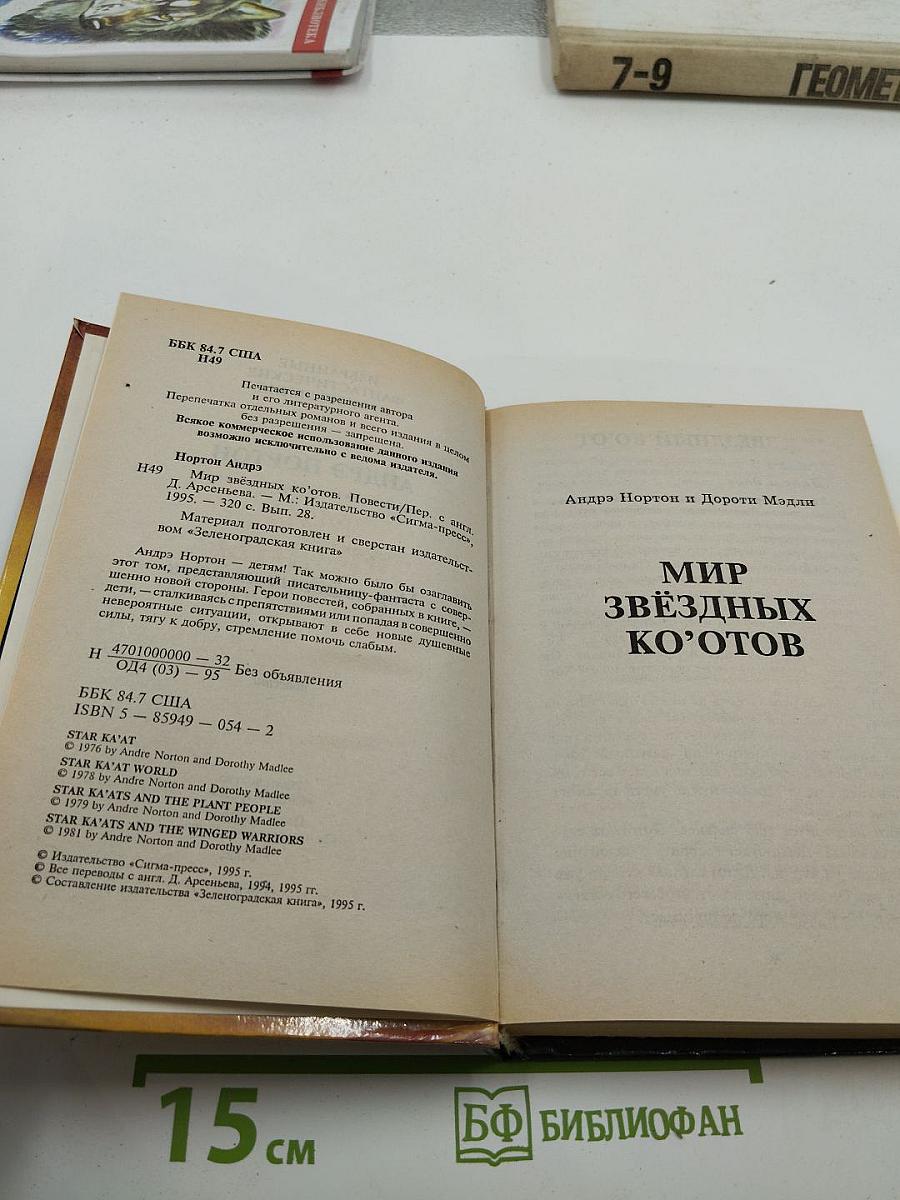 БИБЛИОТЕКА
7-9
ГЕОМЕТ
ББК 84.7 США
Н49
Печатается с разрешения автора
и его литературного агента.
Перепечатка отдельных романов и всего издания в целом
без разрешения — запрещена.
Всякое коммерческое использование данного издания
возможно исключительно с ведома издателя.
Нортон Андрэ
Н49 Мир звёздных ко'отов. Повести/Пер. с англ.
Д. Арсеньева. — М.: Издательство «Сигма-пресс»,
1995. — 320 с. Вып. 28.
Материал подготовлен и сверстан издательст-
вом «Зеленоградская книга»
Андрэ Нортон — детям! Так можно было бы озаглавить
этот том, представляющий писательницу-фантаста с совер-
шенно новой стороны. Герои повестей, собранных в книге, —
дети, — сталкиваясь с препятствиями или попадая в совершенно
невероятные ситуации, открывают в себе новые душевные
силы, тягу к добру, стремление помочь слабым.
Н 4701000000 — 32
ОД4 (03) — 95 Без объявления
ББК 84.7 США
ISBN 5 — 85949 — 054 — 2
STAR KA'AT
© 1976 by Andre Norton and Dorothy Madlee
STAR KA'AT WORLD
© 1978 by Andre Norton and Dorothy Madlee
STAR KA'ATS AND THE PLANT PEOPLE
© 1979 by Andre Norton and Dorothy Madlee
STAR KA'ATS AND THE WINGED WARRIORS
© 1981 by Andre Norton and Dorothy Madlee
© Издательство «Сигма-пресс», 1995 г.
© Все переводы с англ. Д. Арсеньева, 1994, 1995 гг.
© Составление издательства «Зеленоградская книга», 1995 г.
Андрэ Нортон и Дороти Мэдли
МИР
ЗВЁЗДНЫХ
КО'ОТОВ
15 см
БФ БИБЛИОФАН